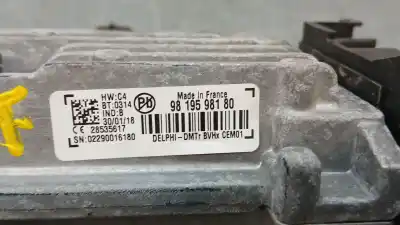 HW:C4
BT:0314
IND:B
30/01/18
28535617
SN:02290016180
Pb
Made in France
98 195 981 80
DELPHI-DMTr BVHx CEM01